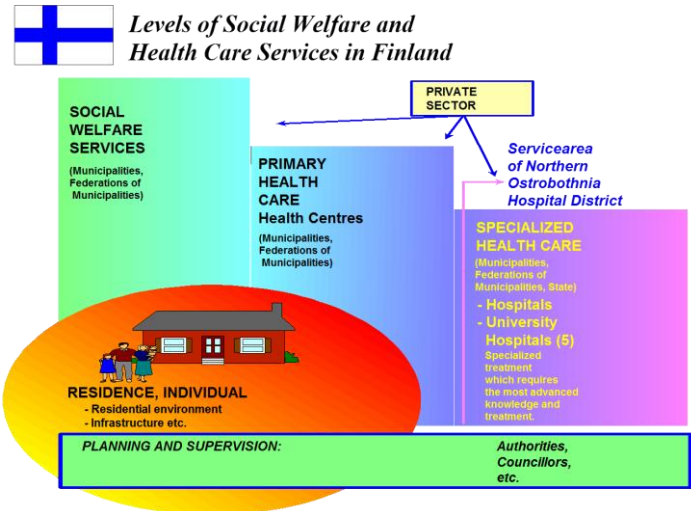 Levels of Social Welfare and
Health Care Services in Finland
PRIVATE
SECTOR
SOCIAL
WELFARE
SERVICES
(Municipalities,
Federations of
Municipalities)
PRIMARY
HEALTH
CARE
Health Centres
(Municipalities,
Federations of
Municipalities)
Servicearea
of Northern
Ostrobothnia
Hospital District
SPECIALIZED
HEALTH CARE
(Municipalities,
Federations of
Municipalities, State)
- Hospitals
- University
Hospitals (5)
Specialized
treatment
which requires
the most advanced
knowledge and
treatment.
RESIDENCE, INDIVIDUAL
- Residential environment
- Infrastructure etc.
PLANNING AND SUPERVISION:
Authorities,
Councillors,
etc.